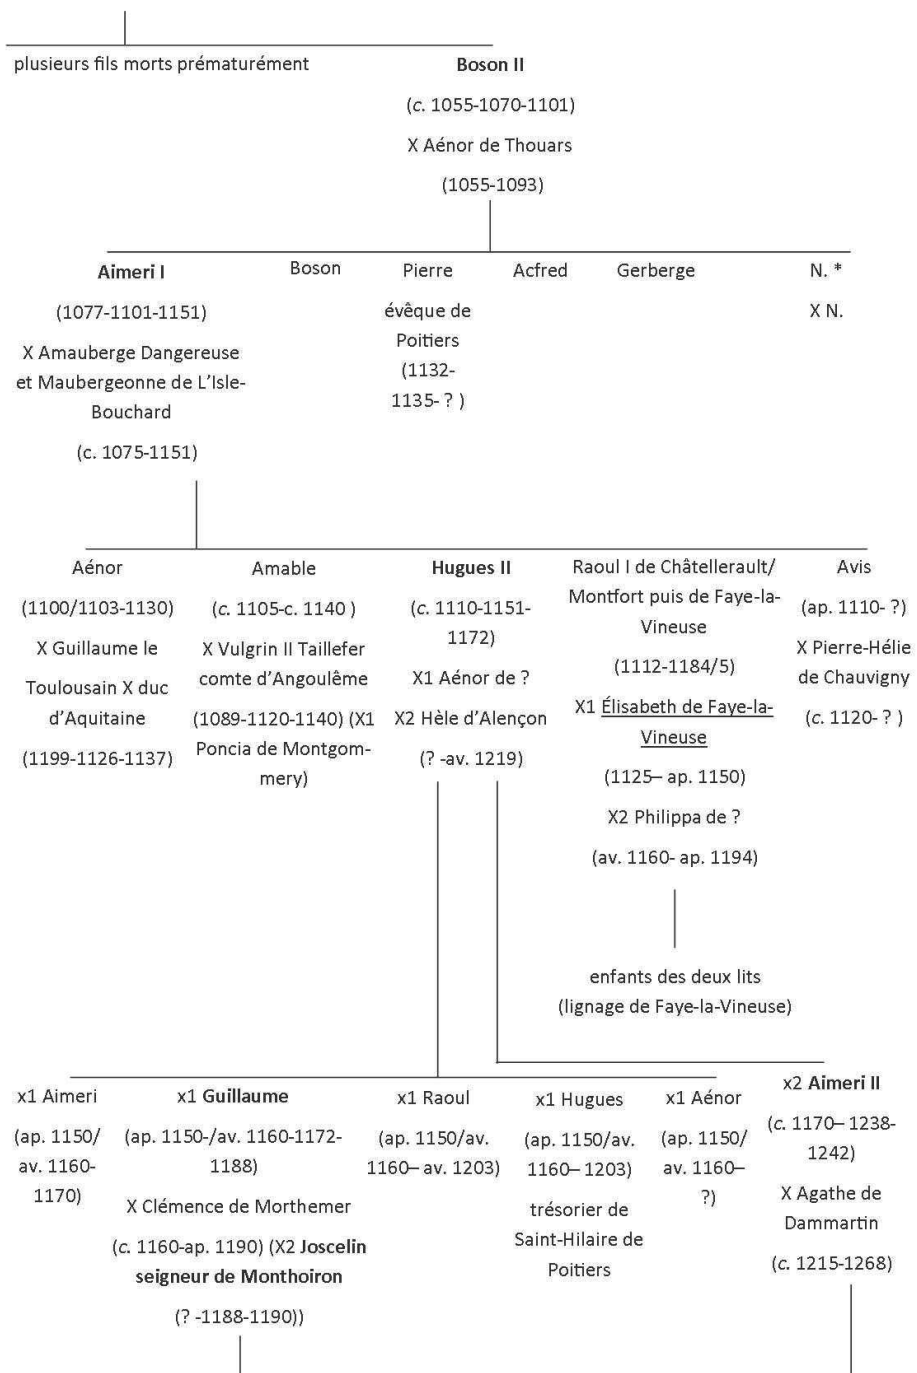 plusieurs fils morts prématurément
Boson II
(c. 1055-1070-1101)
X Aénor de Thouars
(1055-1093)
Aimeri I
(1077-1101-1151)
X Amauberge Dangereuse
et Maubergeonne de L'Isle-
Bouchard
(c. 1075-1151)
Boson
Pierre
évêque de
Poitiers
(1132-
1135- ? )
Acfred
Gerberge
N. *
X N.
Aénor
(1100/1103-1130)
X Guillaume le
Toulousain X duc
d'Aquitaine
(1199-1126-1137)
Amable
(c. 1105-c. 1140 )
X Vulgrin II Taillefer
comte d'Angoulême
(1089-1120-1140) (X1
Poncia de Montgom-
mery)
Hugues II
(c. 1110-1151-
1172)
X1 Aénor de ?
X2 Hèle d'Alençon
(? -av. 1219)
Raoul I de Châtellerault/
Montfort puis de Faye-la-
Vineuse
(1112-1184/5)
X1 Élisabeth de Faye-la-
Vineuse
(1125– ap. 1150)
X2 Philippa de ?
(av. 1160- ap. 1194)
enfants des deux lits
(lignage de Faye-la-Vineuse)
Avis
(ap. 1110- ?)
X Pierre-Hélie
de Chauvigny
(c. 1120- ? )
x1 Aimeri
(ap. 1150/
av. 1160-
1170)
x1 Guillaume
(ap. 1150-/av. 1160-1172-
1188)
X Clémence de Morthemer
(c. 1160-ap. 1190) (X2 Joscelin
seigneur de Monthoiron
(? -1188-1190))
x1 Raoul
(ap. 1150/av.
1160– av. 1203)
x1 Hugues
(ap. 1150/av.
1160– 1203)
trésorier de
Saint-Hilaire de
Poitiers
x1 Aénor
(ap. 1150/
av. 1160–
?)
x2 Aimeri II
(c. 1170– 1238-
1242)
X Agathe de
Dammartin
(c. 1215-1268)